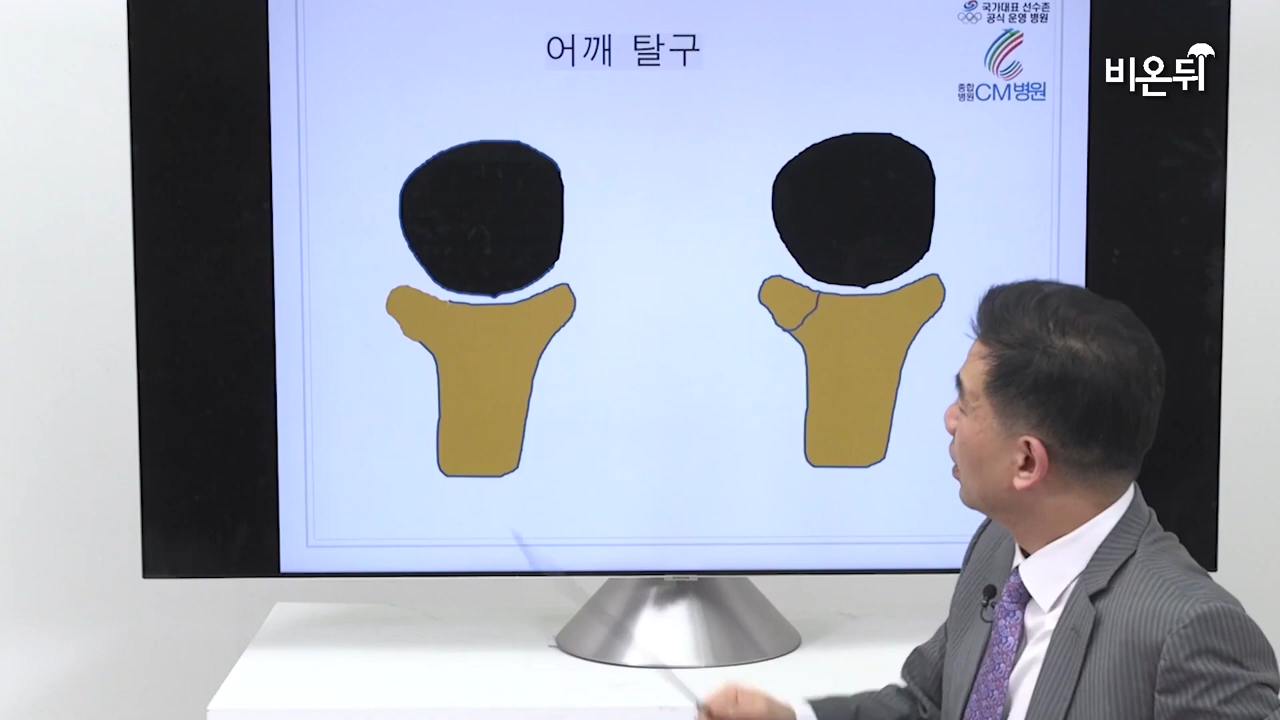 국가대표 선수촌
공식 운영 병원
어깨 탈구
비온뒤
종합
병원 CM병원